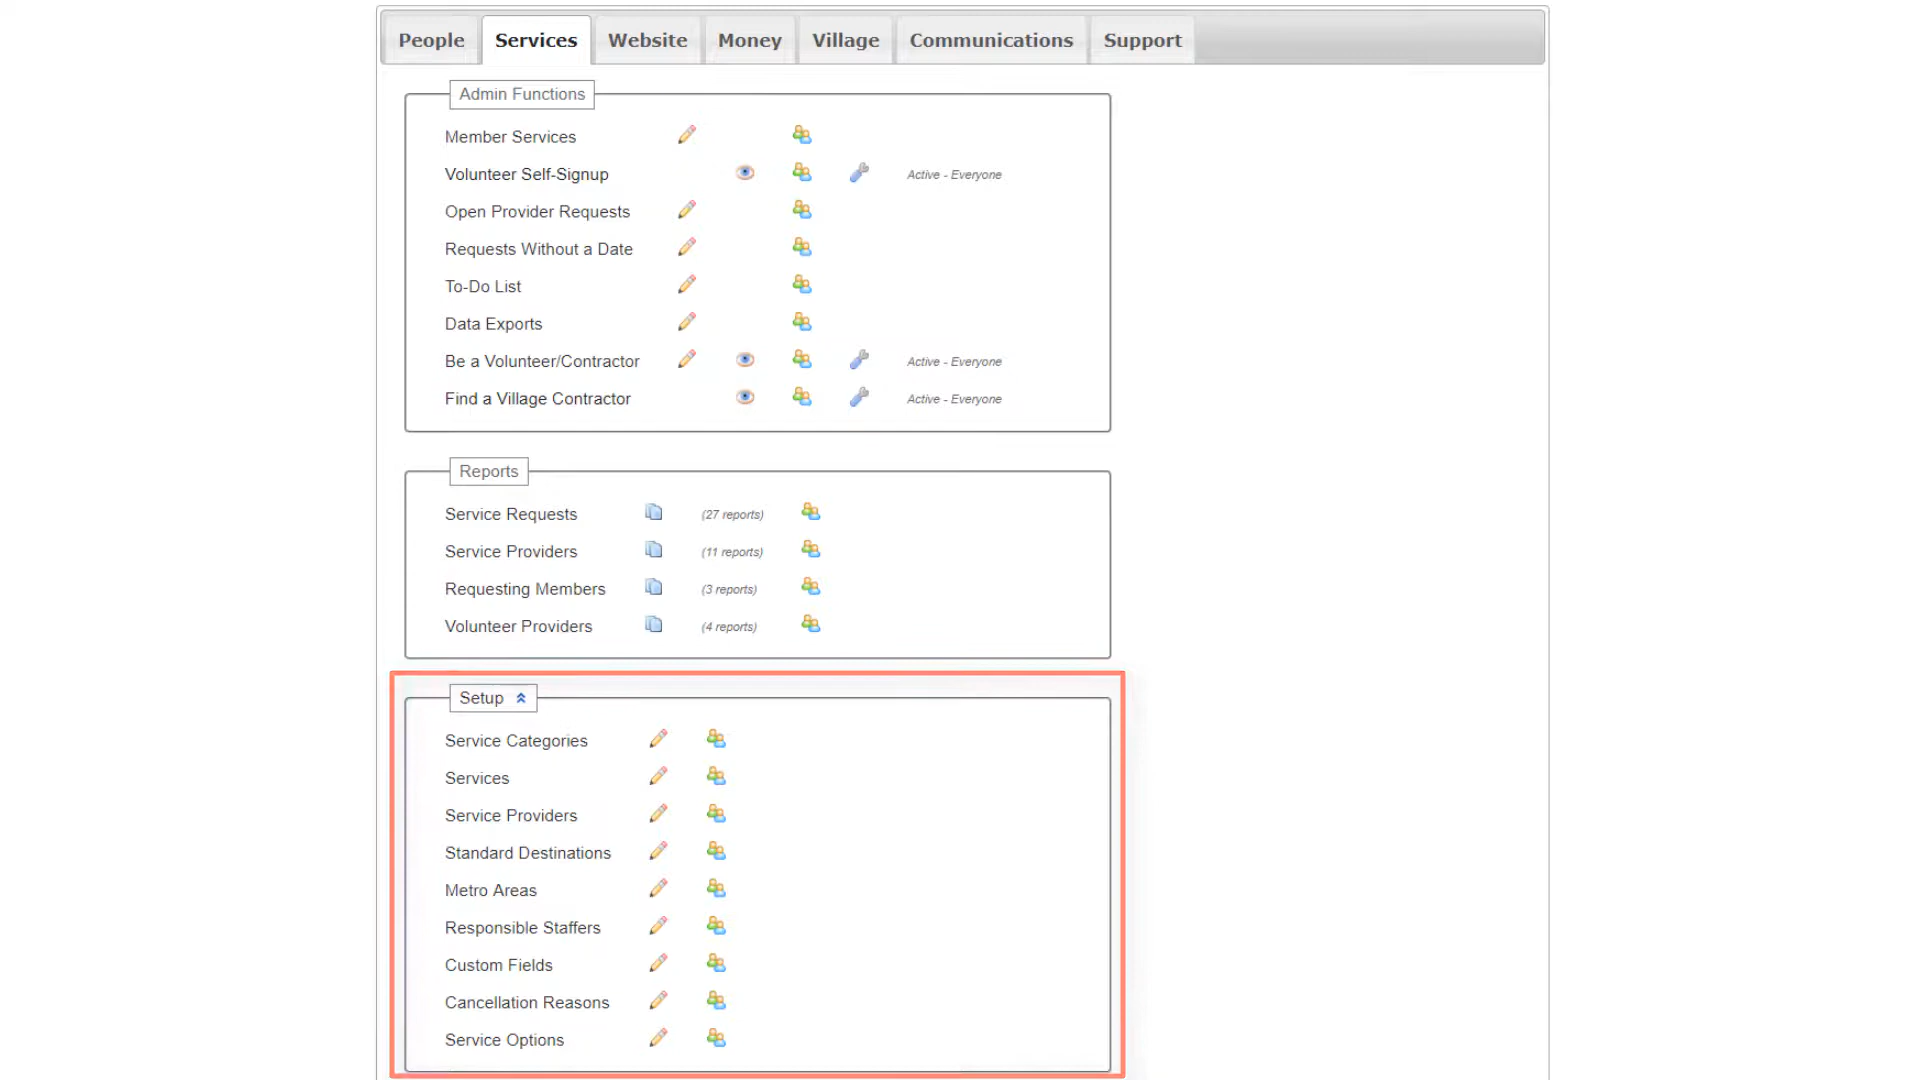 People Services Website Money Village Communications Support
Admin Functions
Member Services
Volunteer Self-Signup Active - Everyone
Open Provider Requests
Requests Without a Date
To-Do List
Data Exports
Be a Volunteer/Contractor Active - Everyone
Find a Village Contractor Active - Everyone
Reports
Service Requests (27 reports)
Service Providers (11 reports)
Requesting Members (3 reports)
Volunteer Providers (4 reports)
Setup
Service Categories
Services
Service Providers
Standard Destinations
Metro Areas
Responsible Staffers
Custom Fields
Cancellation Reasons
Service Options